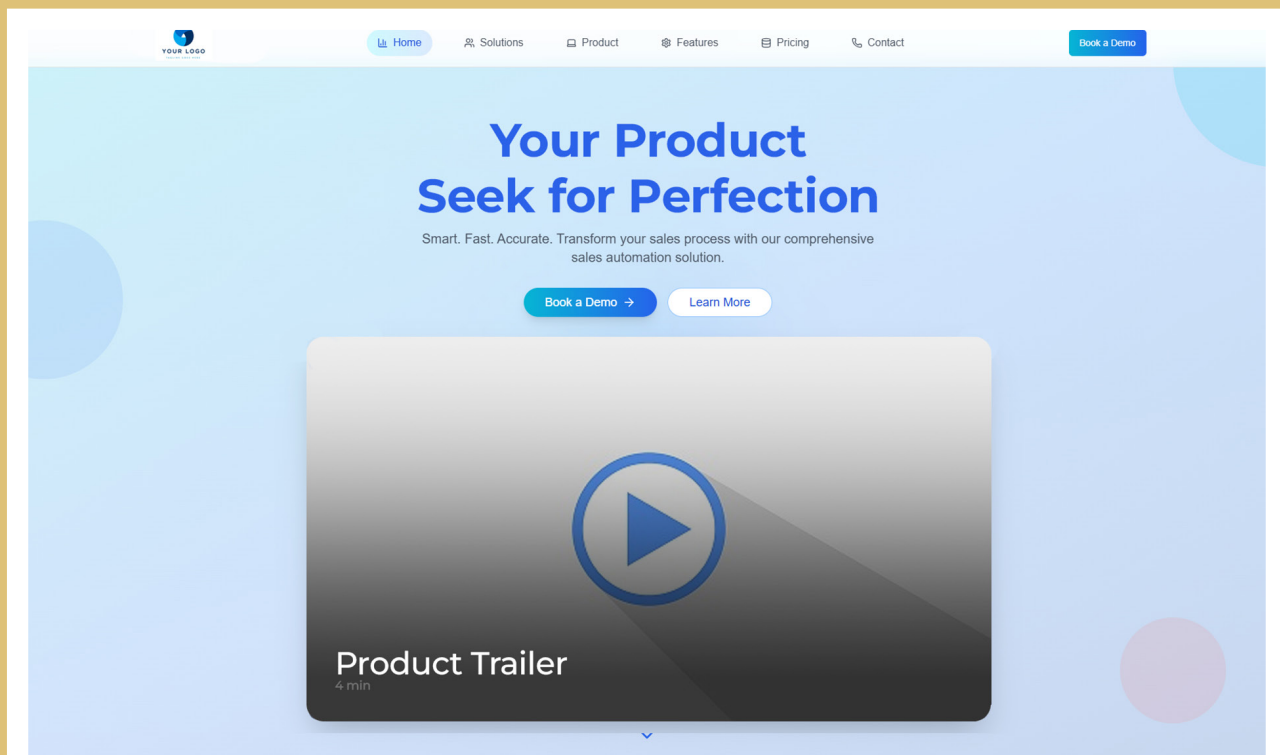 YOUR LOGO
Home
Solutions
Product
Features
Pricing
Contact
Book a Demo
Your Product
Seek for Perfection
Smart. Fast. Accurate. Transform your sales process with our comprehensive
sales automation solution.
Book a Demo
Learn More
Product Trailer
4 min